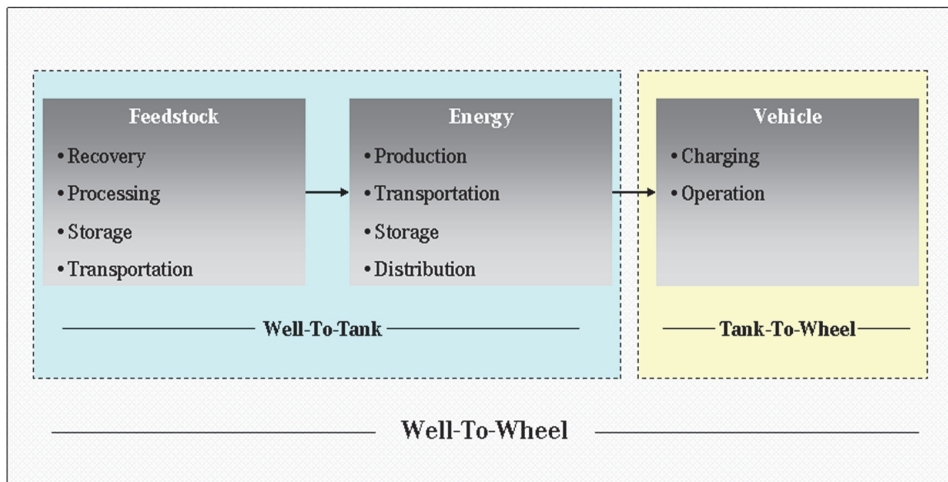 Feedstock
• Recovery
• Processing
• Storage
• Transportation
Energy
• Production
• Transportation
• Storage
• Distribution
Vehicle
• Charging
• Operation
Well-To-Tank
Tank-To-Wheel
Well-To-Wheel